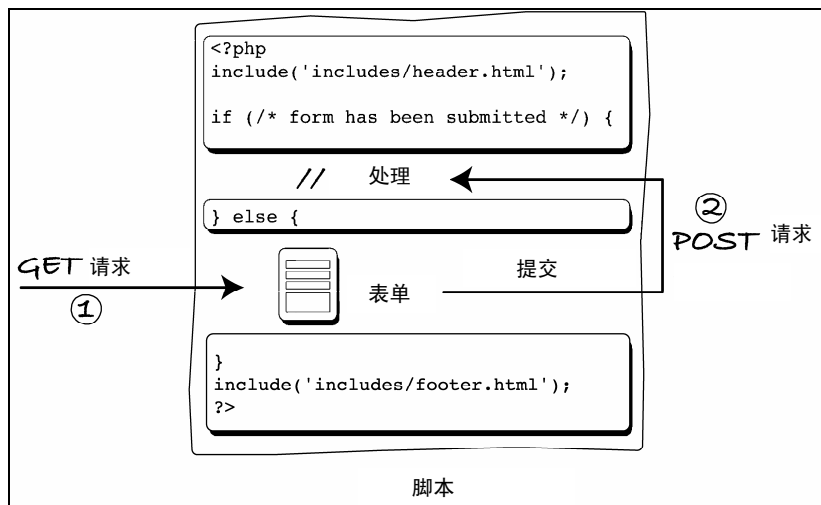 <?php
include('includes/header.html');
if (/* form has been submitted */) {
// 处理
} else {
②
POST 请求
GET 请求
①
提交
表单
}
include('includes/footer.html');
?>
脚本